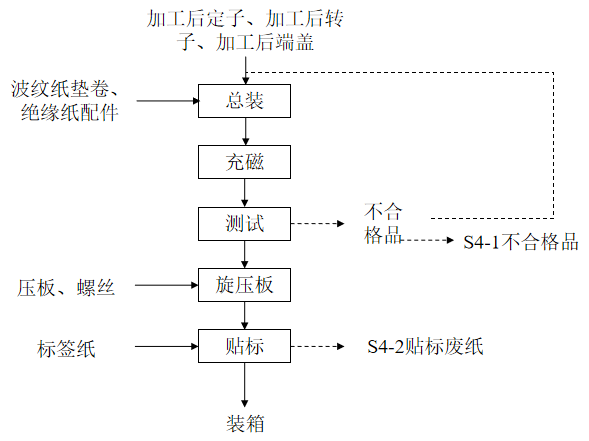 加工后定子、加工后转
子、加工后端盖
波纹纸垫卷、
绝缘纸配件
总装
充磁
测试
不合
格品
S4-1不合格品
压板、螺丝
旋压板
标签纸
贴标
S4-2贴标废纸
装箱